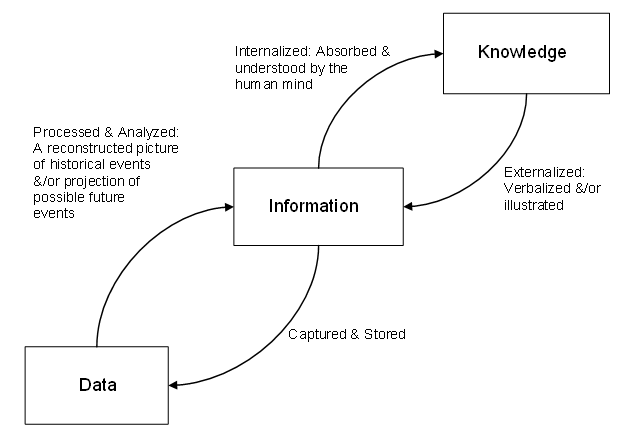 Knowledge
Internalized: Absorbed &
understood by the
human mind
Processed & Analyzed:
A reconstructed picture
of historical events
&/or projection of
possible future
events
Externalized:
Verbalized &/or
illustrated
Information
Captured & Stored
Data